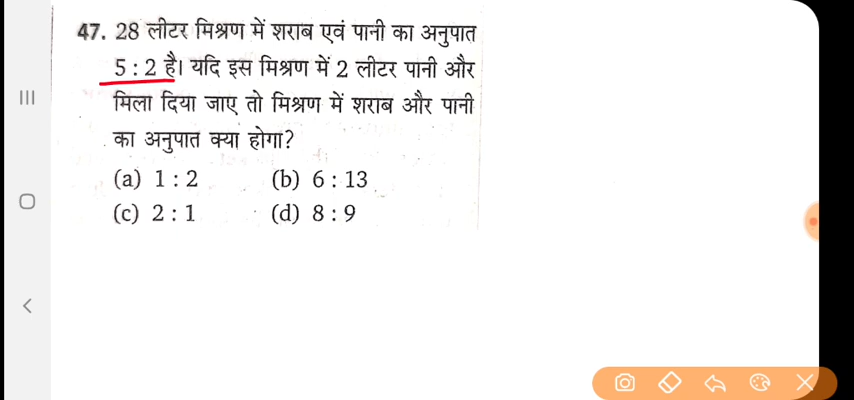 47. 28 लीटर मिश्रण में शराब एवं पानी का अनुपात
5 : 2 है। यदि इस मिश्रण में 2 लीटर पानी और
मिला दिया जाए तो मिश्रण में शराब और पानी
का अनुपात क्या होगा?
(a) 1 : 2 (b) 6 : 13
(c) 2 : 1 (d) 8 : 9